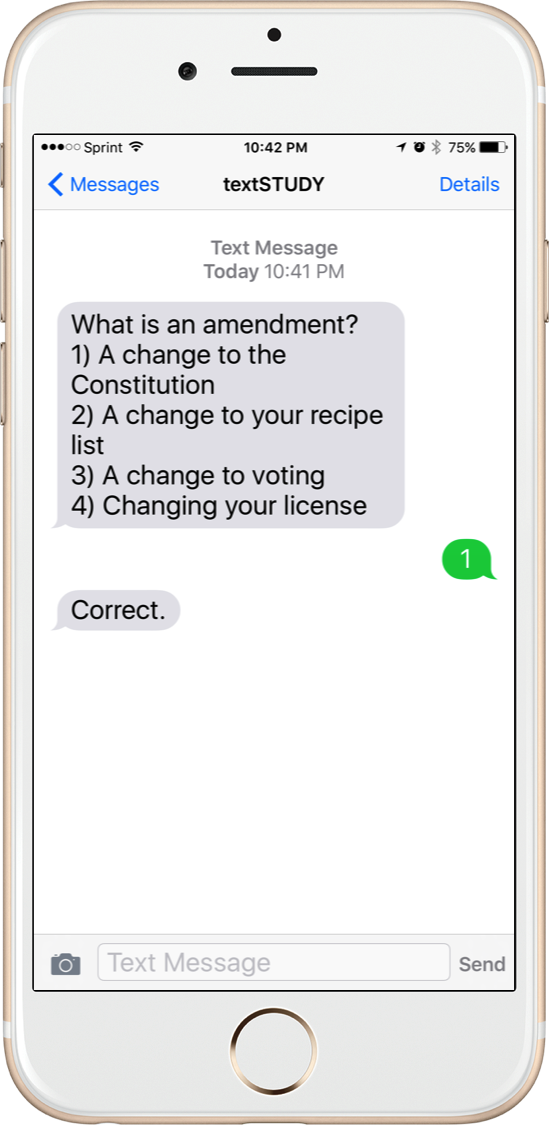 Sprint 10:42 PM 75%
Messages textSTUDY Details
Text Message
Today 10:41 PM
What is an amendment?
1) A change to the
Constitution
2) A change to your recipe
list
3) A change to voting
4) Changing your license
1
Correct.
Text Message Send